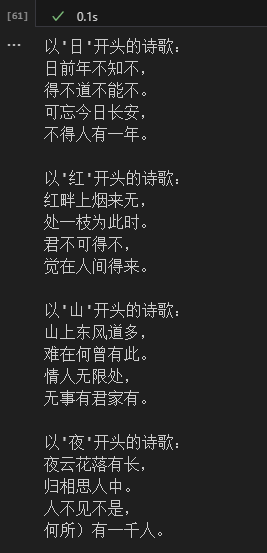 [61]
✓ 0.1s
...
以'日'开头的诗歌：
日前年不知不，
得不道不能不。
可忘今日长安，
不得人有一年。

以'红'开头的诗歌：
红畔上烟来无，
处一枝为此时。
君不可得不，
觉在人间得来。

以'山'开头的诗歌：
山上东风道多，
难在何曾有此。
情人无限处，
无事有君家有。

以'夜'开头的诗歌：
夜云花落有长，
归相思人中。
人不见不是，
何所）有一千人。